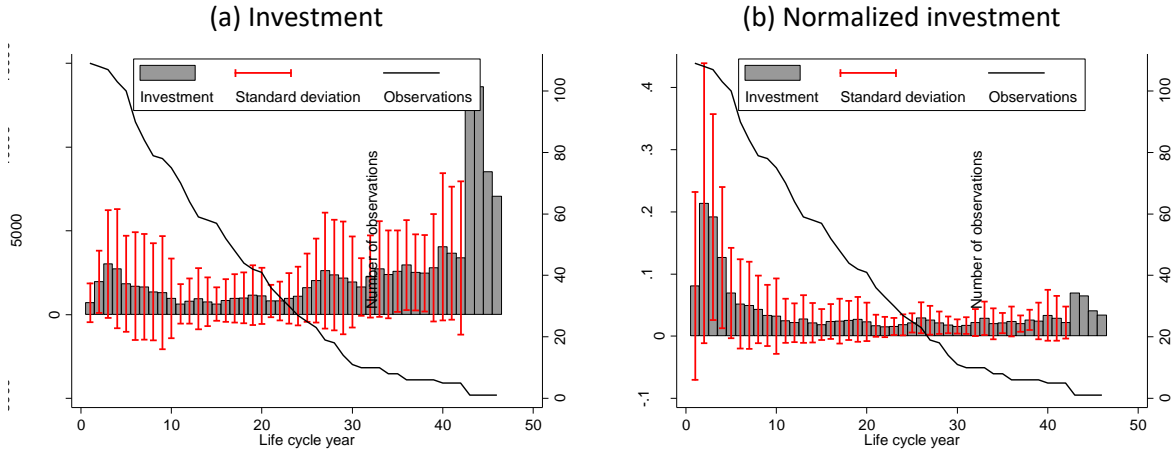 (a) Investment
Investment Standard deviation Observations
5000
0
Number of observations
100
80
60
40
20
0
0 10 20 30 40 50
Life cycle year
(b) Normalized investment
Investment Standard deviation Observations
.4
.3
.2
.1
0
-.1
Number of observations
100
80
60
40
20
0
0 10 20 30 40 50
Life cycle year